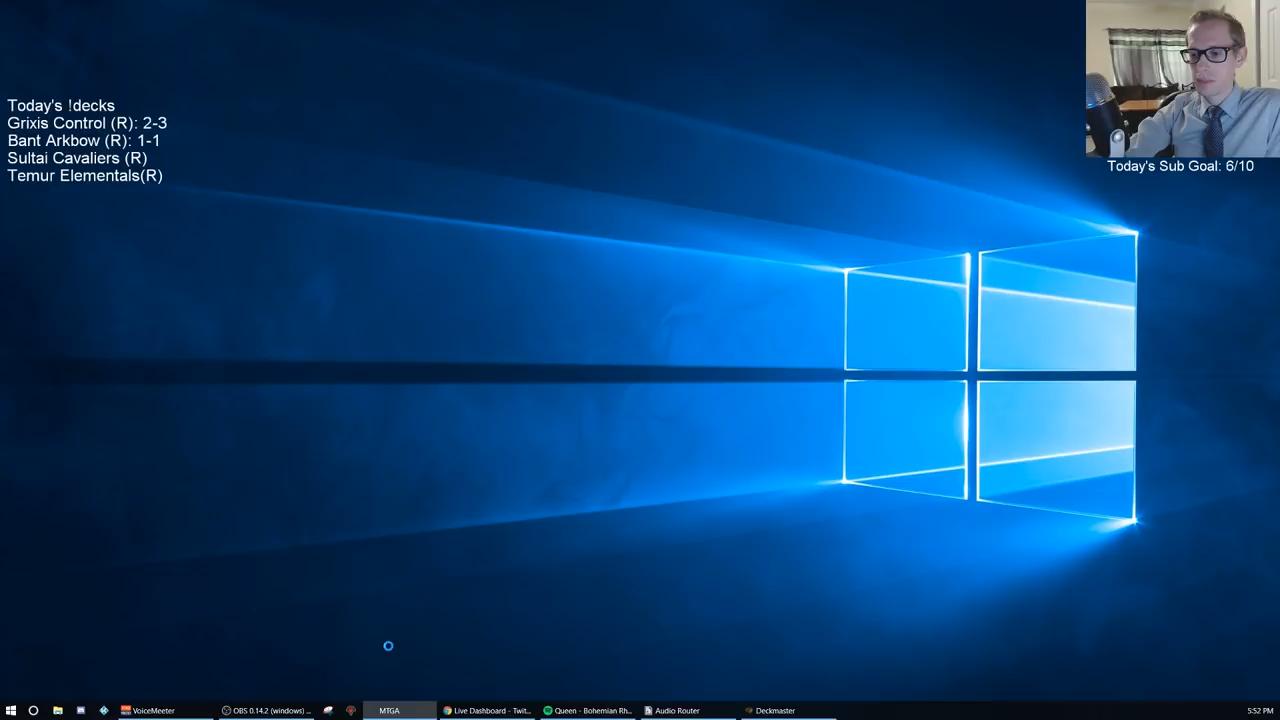 Today's !decks
Grixis Control (R): 2-3
Bant Arkbow (R): 1-1
Sultai Cavaliers (R)
Temur Elementals(R)
Today's Sub Goal: 6/10
VoiceMeeter
OBS 0.14.2 (windows) ...
MTGA
Live Dashboard - Twit...
Queen - Bohemian Rh...
Audio Router
Deckmaster
5:52 PM